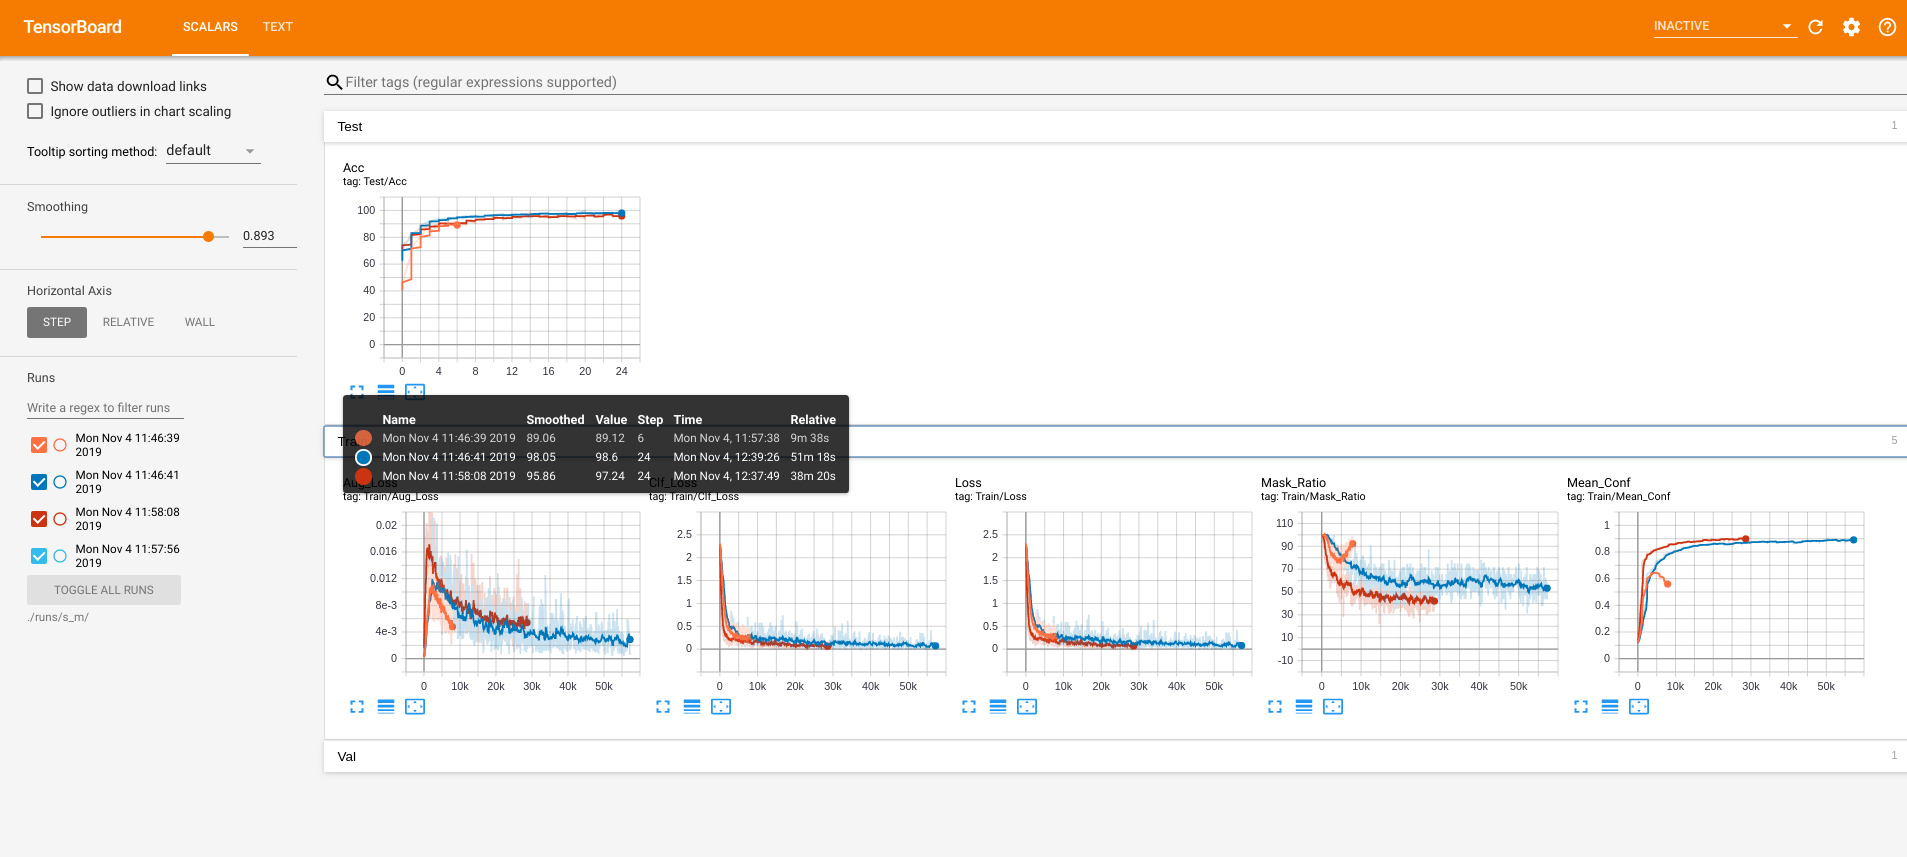 TensorBoard SCALARS TEXT INACTIVE
Show data download links
Ignore outliers in chart scaling
Tooltip sorting method: default
Smoothing
0.893
Horizontal Axis
STEP RELATIVE WALL
Runs
Write a regex to filter runs
Mon Nov 4 11:46:39
2019
Mon Nov 4 11:46:41
2019
Mon Nov 4 11:58:08
2019
Mon Nov 4 11:57:56
2019
TOGGLE ALL RUNS
./runs/s_m/
Filter tags (regular expressions supported)
Test 1
Acc
tag: Test/Acc
100
80
60
40
20
0
0 4 8 12 16 20 24
Name Smoothed Value Step Time Relative
Mon Nov 4 11:46:39 2019 89.06 89.12 6 Mon Nov 4, 11:57:38 9m 38s
Mon Nov 4 11:46:41 2019 98.05 98.6 24 Mon Nov 4, 12:39:26 51m 18s
Mon Nov 4 11:58:08 2019 95.86 97.24 24 Mon Nov 4, 12:37:49 38m 20s
Train 5
Aug_Loss
tag: Train/Aug_Loss
0.02
0.016
0.012
8e-3
4e-3
0
0 10k 20k 30k 40k 50k
Clf_Loss
tag: Train/Clf_Loss
2.5
2
1.5
1
0.5
0
0 10k 20k 30k 40k 50k
Loss
tag: Train/Loss
2.5
2
1.5
1
0.5
0
0 10k 20k 30k 40k 50k
Mask_Ratio
tag: Train/Mask_Ratio
110
90
70
50
30
10
-10
0 10k 20k 30k 40k 50k
Mean_Conf
tag: Train/Mean_Conf
1
0.8
0.6
0.4
0.2
0
0 10k 20k 30k 40k 50k
Val 1